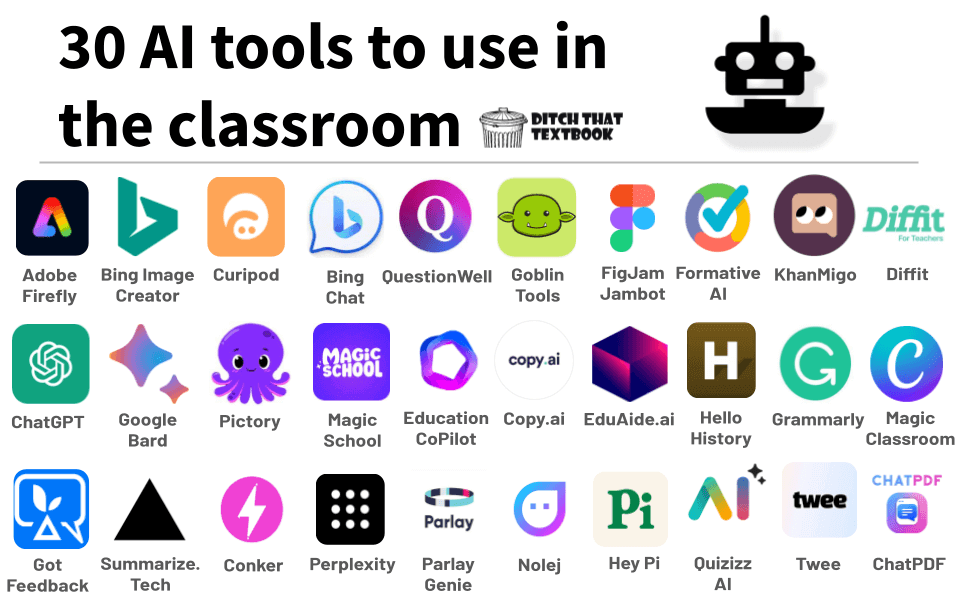 30 AI tools to use in
the classroom
DITCH THAT
TEXTBOOK
Diffit
For Teachers
Q
Adobe
Firefly
Bing Image
Creator
Curipod
Bing
Chat
QuestionWell
Goblin
Tools
FigJam
Jambot
Formative
AI
KhanMigo
Diffit
MAGIC
SCHOOL
copy.ai
H
G
C
ChatGPT
Google
Bard
Pictory
Magic
School
Education
CoPilot
Copy.ai
EduAide.ai
Hello
History
Grammarly
Magic
Classroom
CHATPDF
Parlay
Pi
AI
twee
Got
Feedback
Summarize.
Tech
Conker
Perplexity
Parlay
Genie
Nolej
Hey Pi
Quizizz
AI
Twee
ChatPDF